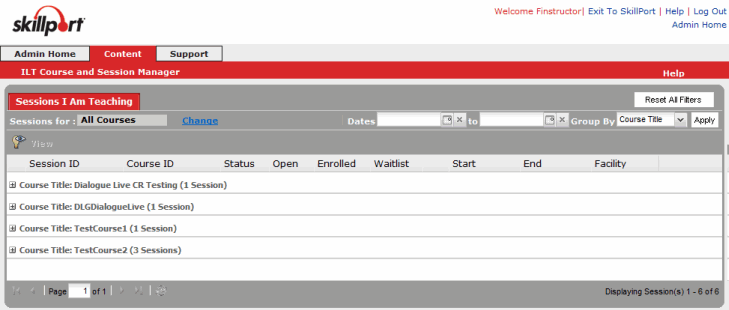 skillport
Welcome Finstructor| Exit To SkillPort | Help | Log Out
Admin Home
Admin Home Content Support
ILT Course and Session Manager Help
Sessions I Am Teaching Reset All Filters
Sessions for : All Courses Change Dates to Group By Course Title Apply
View
Session ID Course ID Status Open Enrolled Waitlist Start End Facility
Course Title: Dialogue Live CR Testing (1 Session)
Course Title: DLGDialogueLive (1 Session)
Course Title: TestCourse1 (1 Session)
Course Title: TestCourse2 (3 Sessions)
Page 1 of 1 Displaying Session(s) 1 - 6 of 6